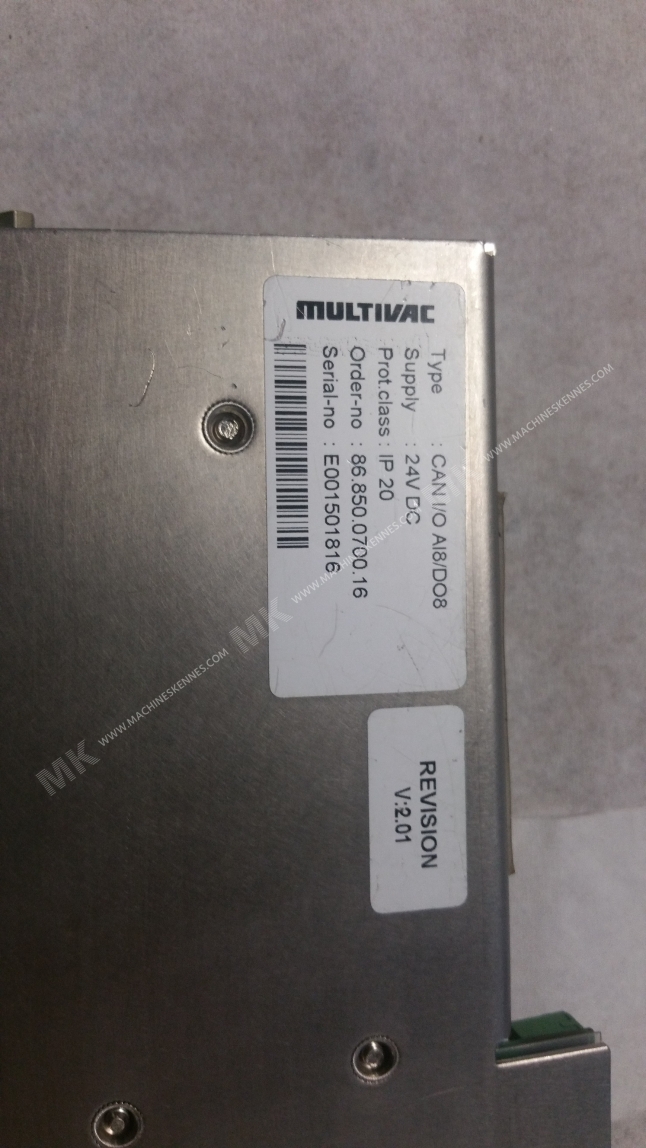 MULTIVAC
Type : CAN I/O AI8/DO8
Supply : 24V DC
Prot.class : IP 20
Order-no : 86.850.0700.16
Serial-no : E001501816
REVISION
V:2.01
MK WWW.MACHINESKENNES.COM
MK WWW.MACHINESKENNES.COM
MK WWW.MACHINESKENNES.COM